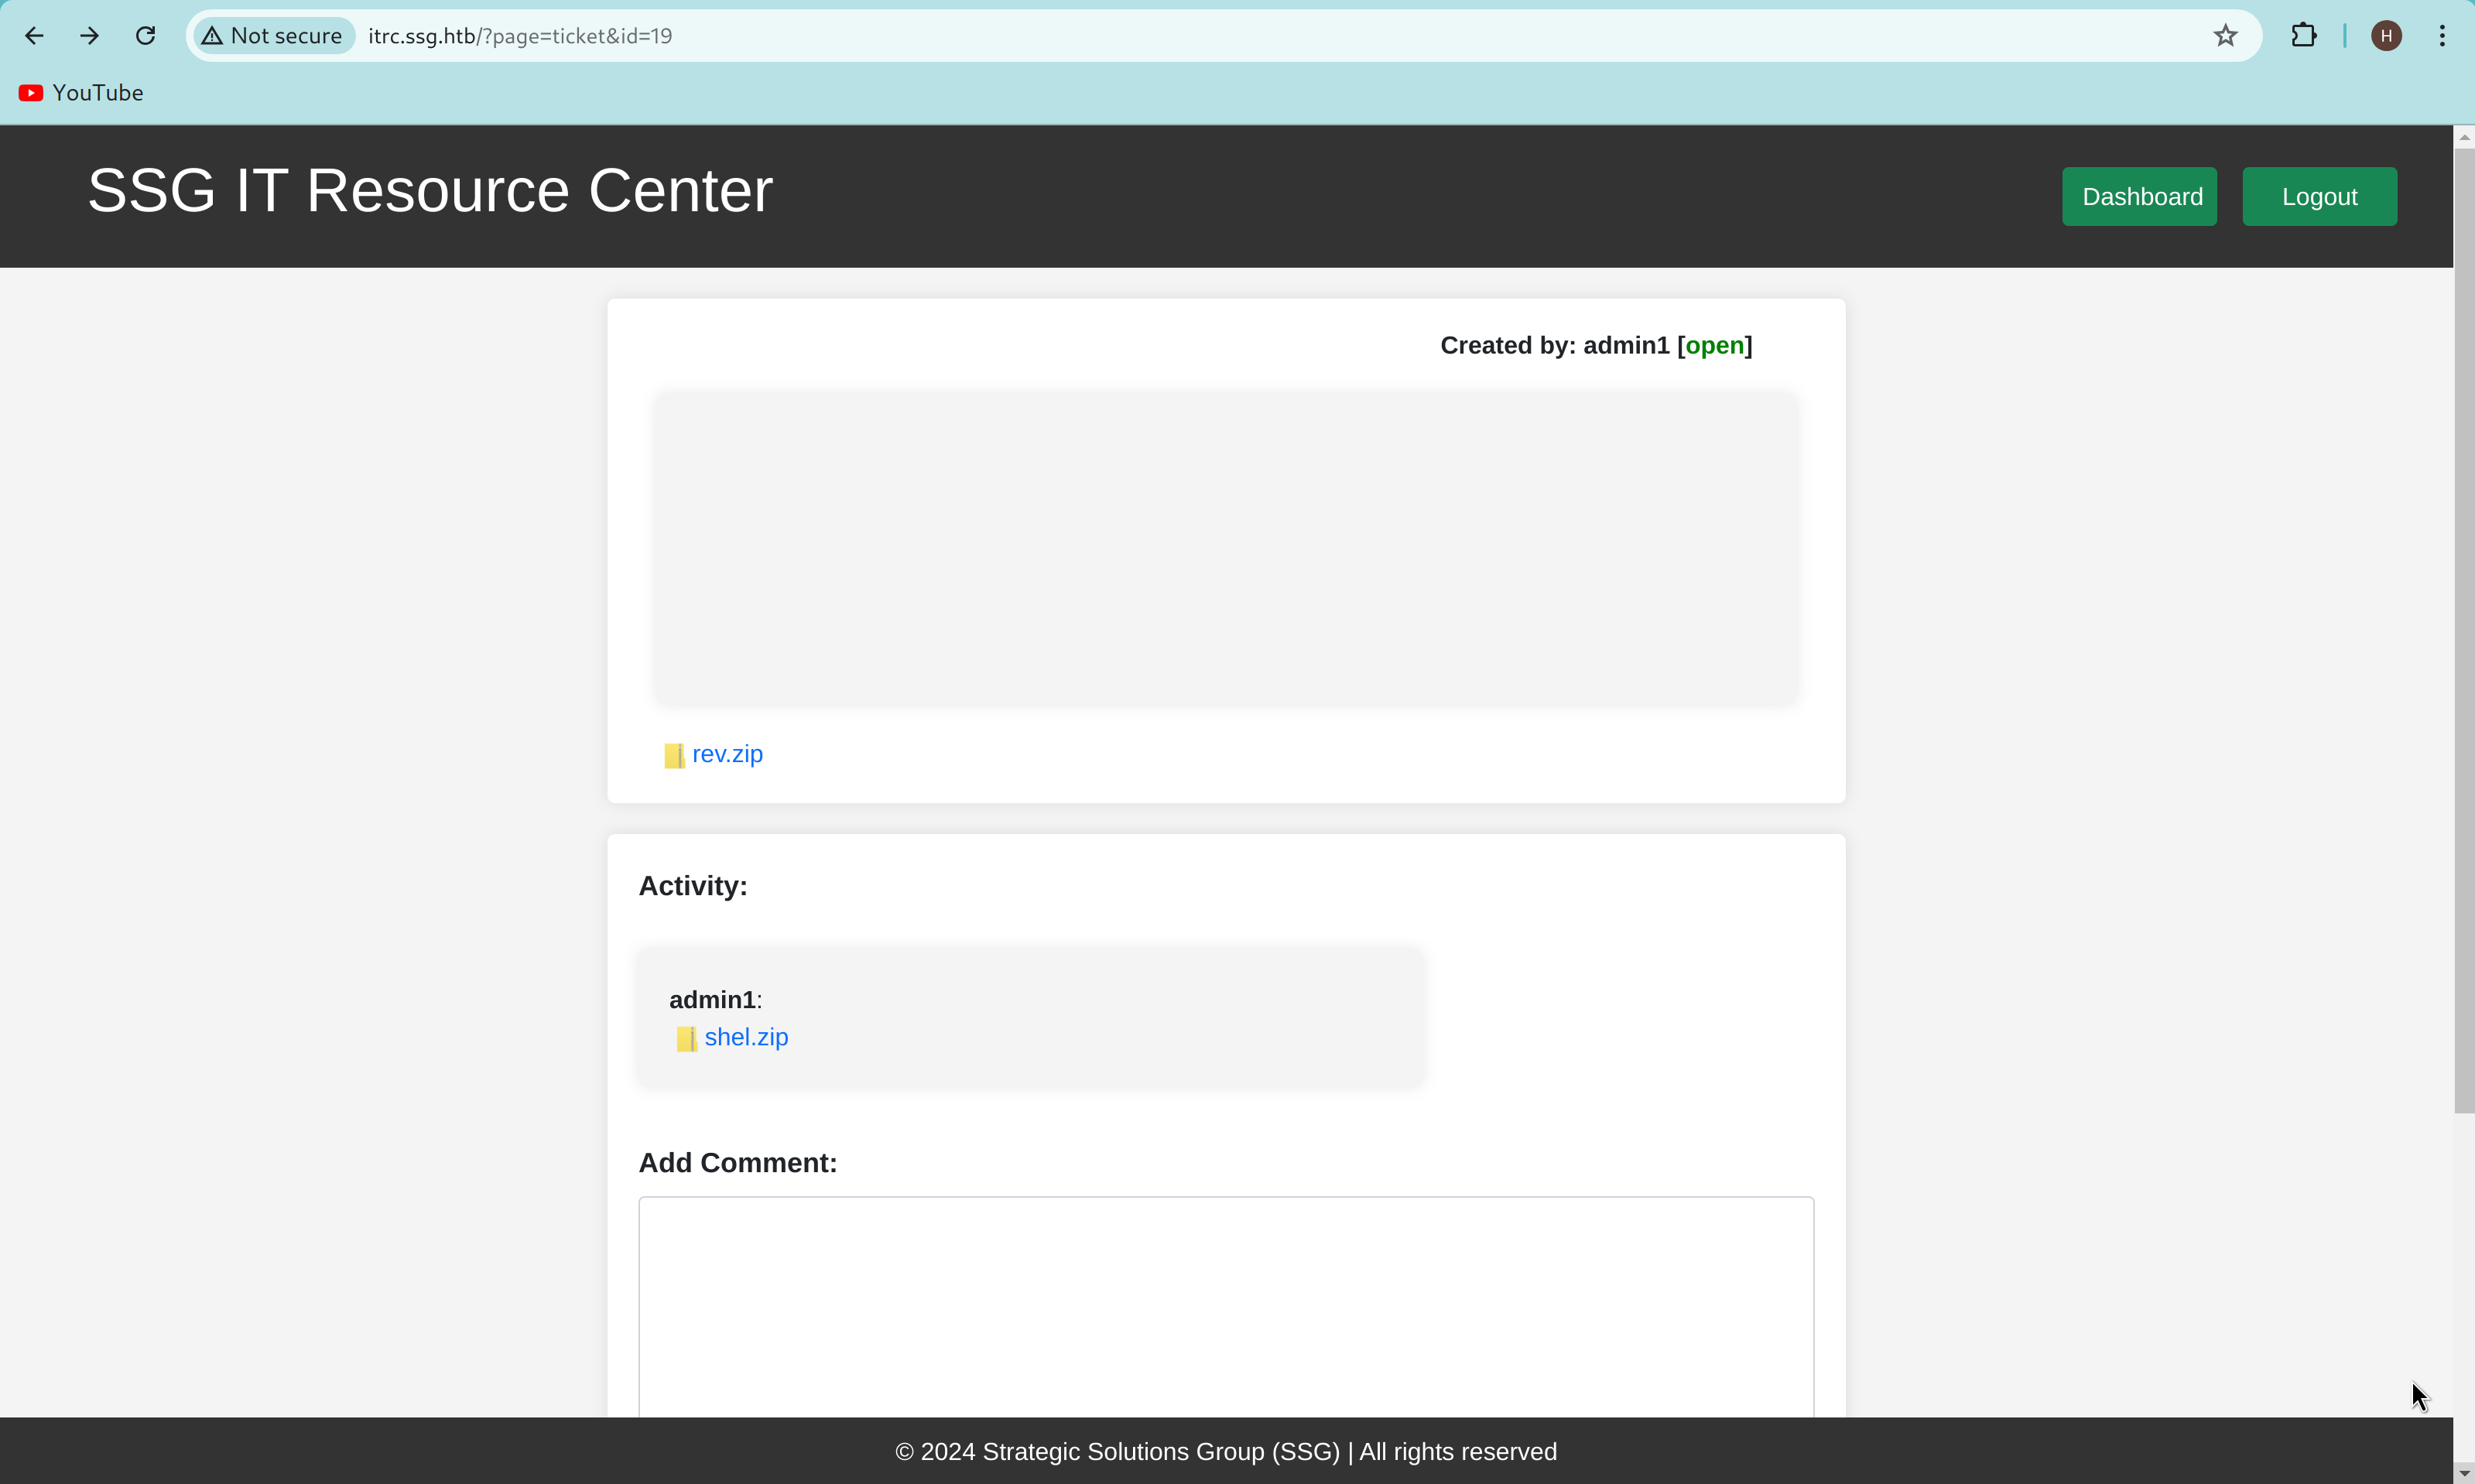 Not secure itrc.ssg.htb/?page=ticket&id=19 H
YouTube
SSG IT Resource Center Dashboard Logout
Created by: admin1 [open]
rev.zip
Activity:
admin1:
shel.zip
Add Comment:
© 2024 Strategic Solutions Group (SSG) | All rights reserved